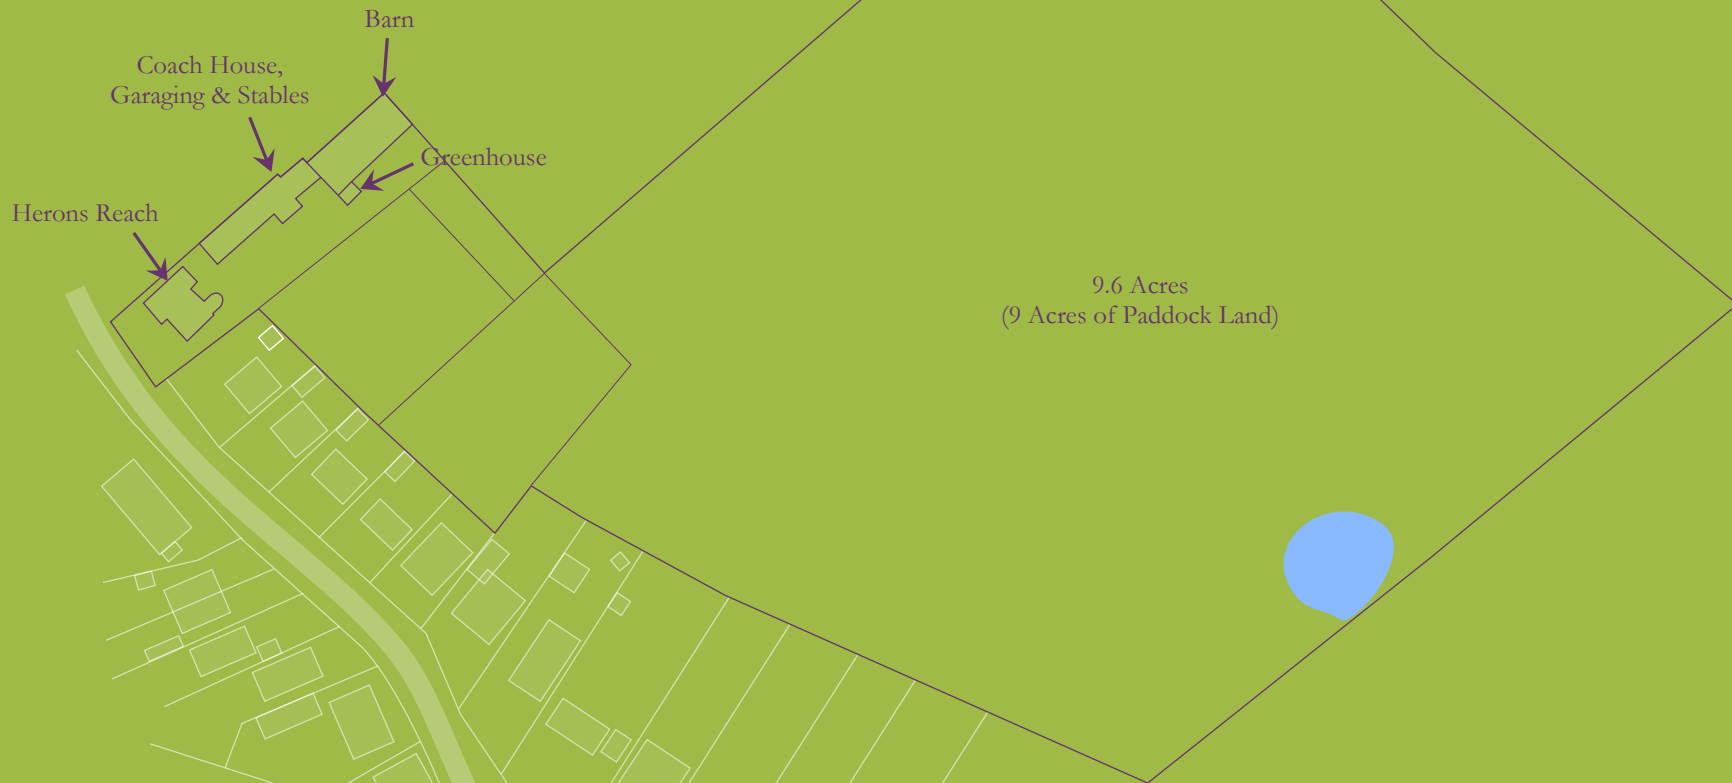 Barn
Coach House,
Garaging & Stables
Greenhouse
Herons Reach
9.6 Acres
(9 Acres of Paddock Land)